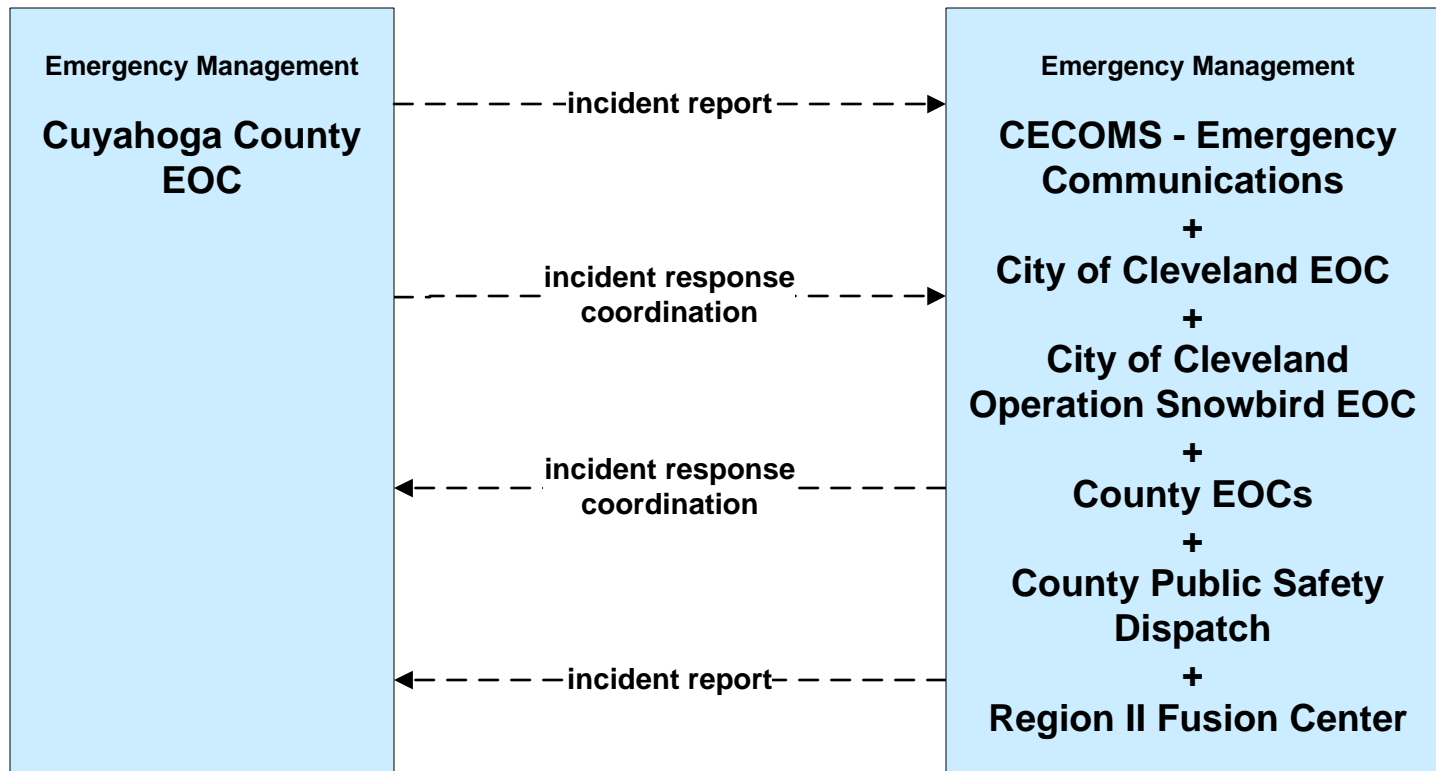 Emergency Management
Cuyahoga County
EOC
incident report
incident response
coordination
incident response
coordination
incident report
Emergency Management
CECOMS - Emergency
Communications
+
City of Cleveland EOC
+
City of Cleveland
Operation Snowbird EOC
+
County EOCs
+
County Public Safety
Dispatch
+
Region II Fusion Center